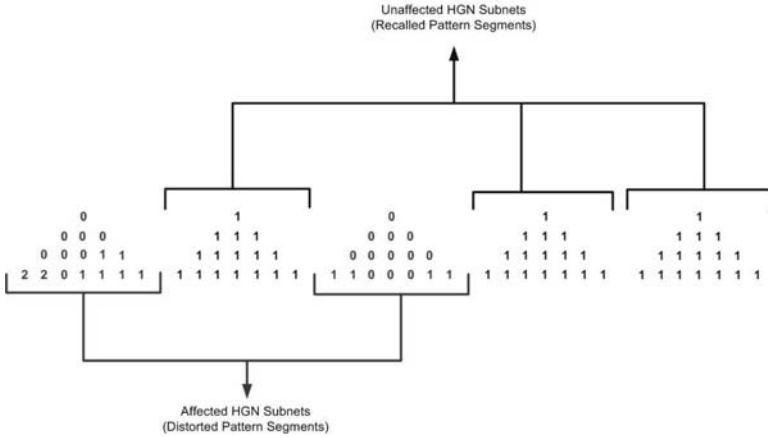 Unaffected HGN Subnets
(Recalled Pattern Segments)
0 1 0 1 1
0 0 0 1 1 1 0 0 0 1 1 1 1 1 1
0 0 0 1 1 1 1 1 1 1 0 0 0 0 0 1 1 1 1 1 1 1 1 1 1
2 2 0 1 1 1 1 1 1 1 1 1 1 1 1 1 0 0 0 1 1 1 1 1 1 1 1 1 1 1 1 1 1 1 1
Affected HGN Subnets
(Distorted Pattern Segments)